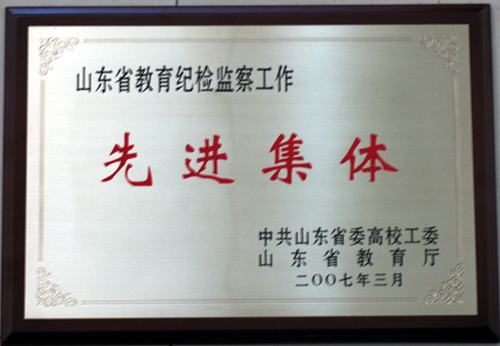 山东省教育纪检监察工作
先进集体
中共山东省委高校工委
山东省教育厅
二〇〇七年三月